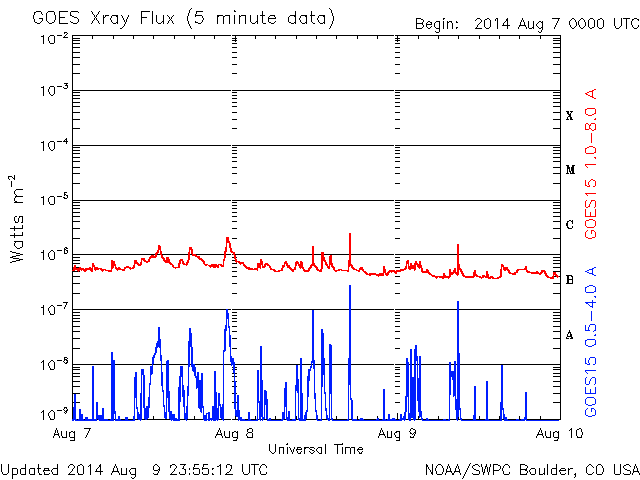 GOES Xray Flux (5 minute data)
Begin: 2014 Aug 7 0000 UTC
10-2
10-3
10-4
10-5
10-6
10-7
10-8
10-9
Watts m-2
X
M
C
B
A
GOES15 1.0-8.0 A
GOES15 0.5-4.0 A
Aug 7
Aug 8
Aug 9
Aug 10
Universal Time
Updated 2014 Aug 9 23:55:12 UTC
NOAA/SWPC Boulder, CO USA